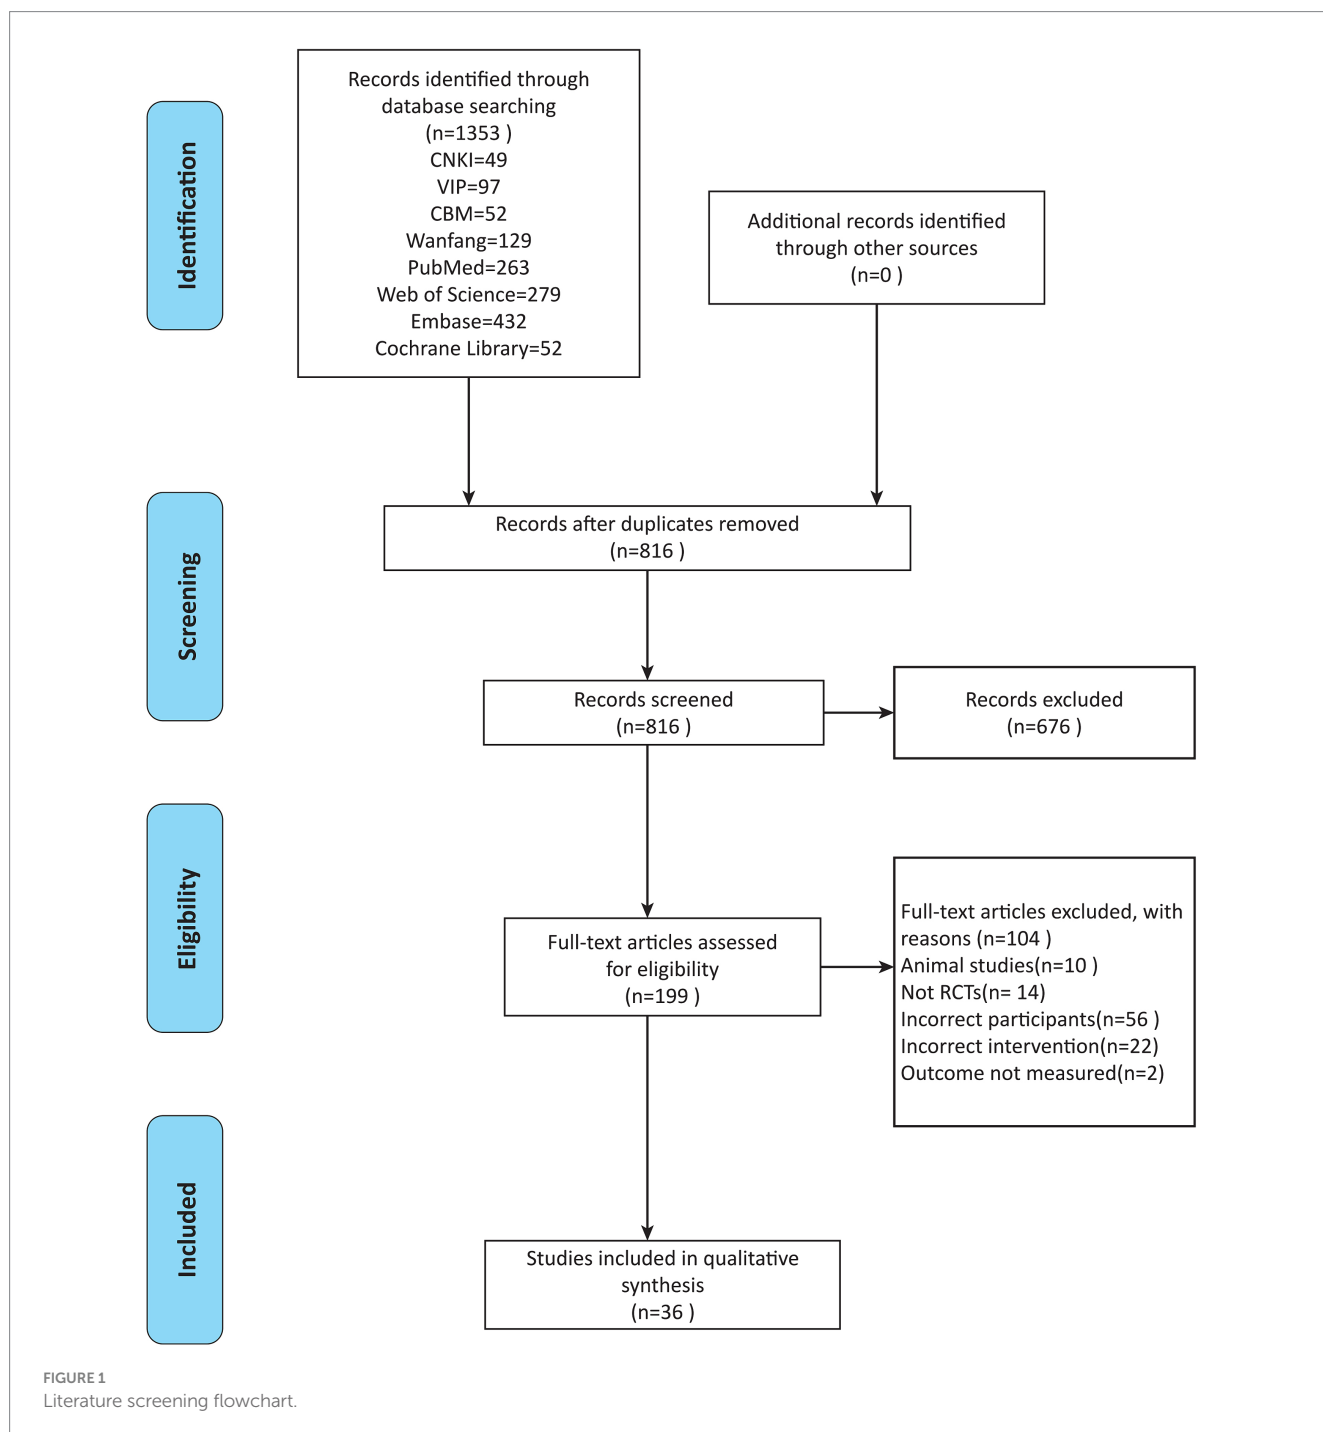 Identification
Records identified through
database searching
(n=1353 )
CNKI=49
VIP=97
CBM=52
Wanfang=129
PubMed=263
Web of Science=279
Embase=432
Cochrane Library=52
Additional records identified
through other sources
(n=0 )
Screening
Records after duplicates removed
(n=816 )
Records screened
(n=816 )
Records excluded
(n=676 )
Eligibility
Full-text articles assessed
for eligibility
(n=199 )
Full-text articles excluded, with
reasons (n=104 )
Animal studies(n=10 )
Not RCTs(n= 14)
Incorrect participants(n=56 )
Incorrect intervention(n=22)
Outcome not measured(n=2)
Included
Studies included in qualitative
synthesis
(n=36 )
FIGURE 1
Literature screening flowchart.